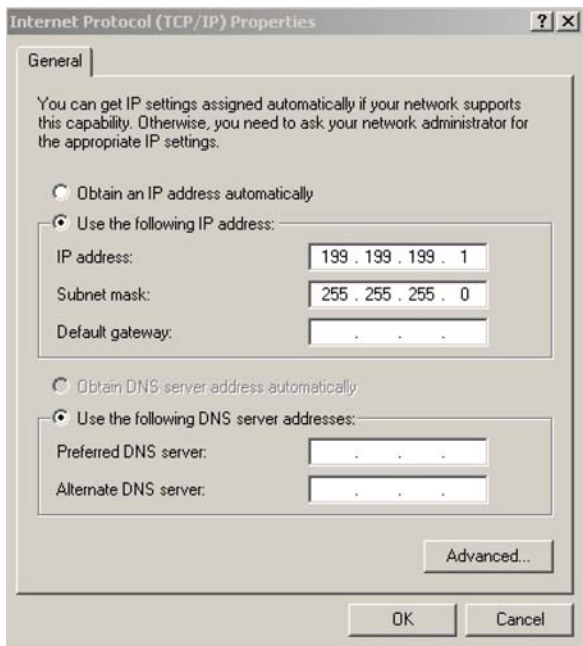 Internet Protocol (TCP/IP) Properties
General
You can get IP settings assigned automatically if your network supports
this capability. Otherwise, you need to ask your network administrator for
the appropriate IP settings.
Obtain an IP address automatically
Use the following IP address:
IP address: 199 . 199 . 199 . 1
Subnet mask: 255 . 255 . 255 . 0
Default gateway: . . .
Obtain DNS server address automatically
Use the following DNS server addresses:
Preferred DNS server: . . .
Alternate DNS server: . . .
Advanced...
OK Cancel